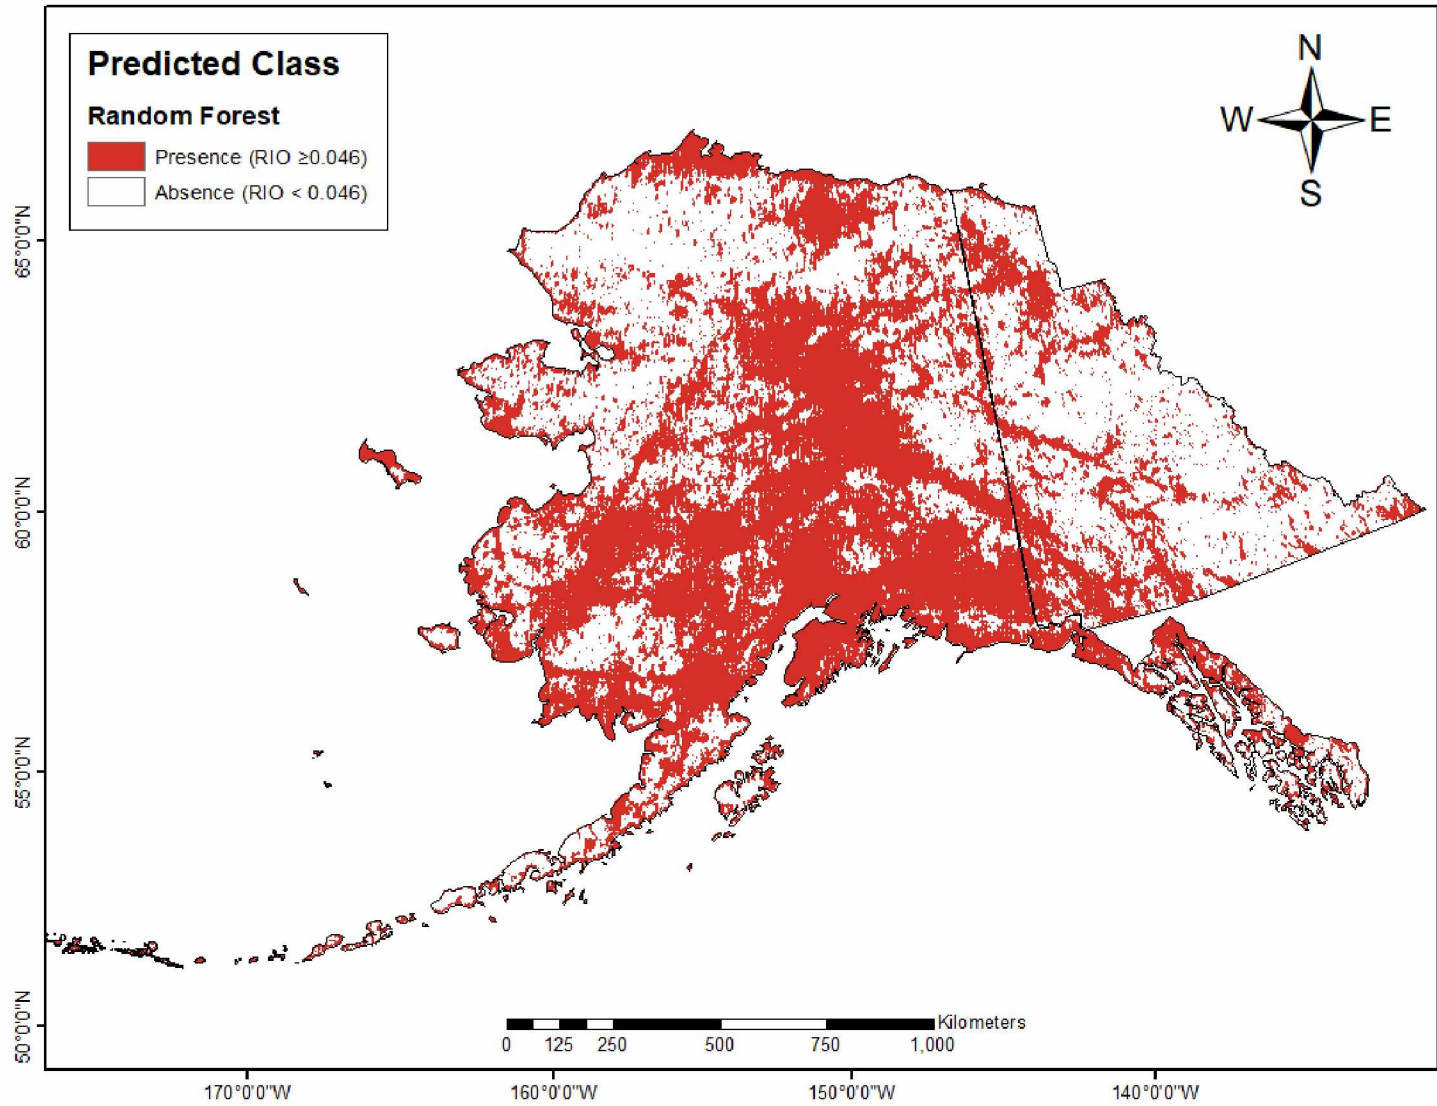 Predicted Class
Random Forest
Presence (RIO ≥0.046)
Absence (RIO < 0.046)
N
W E
S
65°0'0"N
60°0'0"N
55°0'0"N
50°0'0"N
Kilometers
0 125 250 500 750 1,000
170°0'0"W 160°0'0"W 150°0'0"W 140°0'0"W